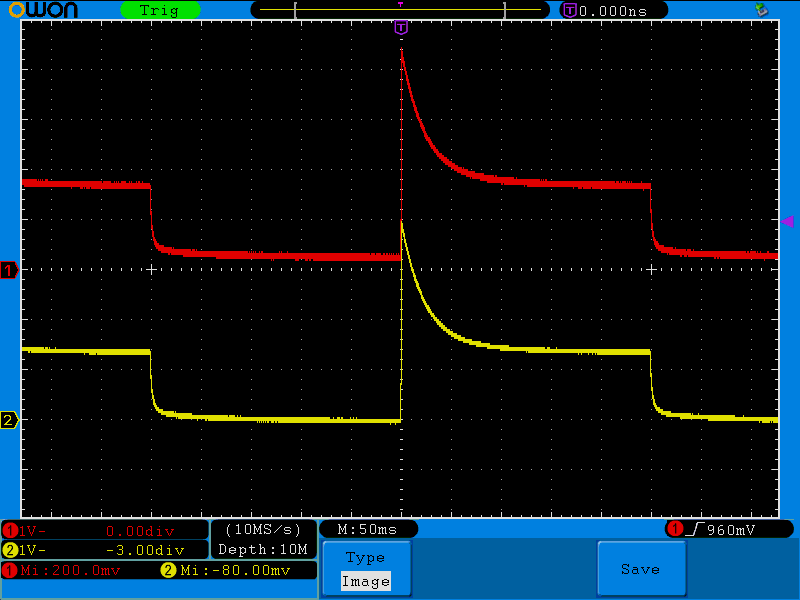 OWON Trig T 0.000ns
T
1
2
1 1V- 0.00div (10MS/s) M:50ms 1 960mV
2 1V- -3.00div Depth:10M
1 Mi:200.0mv 2 Mi:-80.00mv
Type
Image
Save